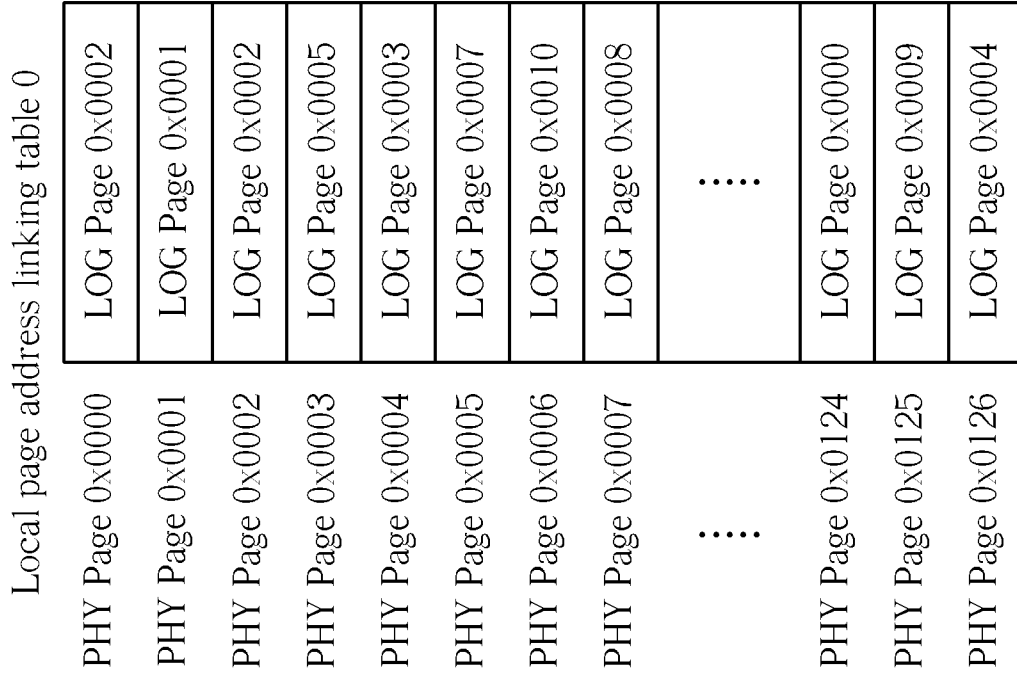 Local page address linking table 0
PHY Page 0x0000 LOG Page 0x0002
PHY Page 0x0001 LOG Page 0x0001
PHY Page 0x0002 LOG Page 0x0002
PHY Page 0x0003 LOG Page 0x0005
PHY Page 0x0004 LOG Page 0x0003
PHY Page 0x0005 LOG Page 0x0007
PHY Page 0x0006 LOG Page 0x0010
PHY Page 0x0007 LOG Page 0x0008
..... .....
PHY Page 0x0124 LOG Page 0x0000
PHY Page 0x0125 LOG Page 0x0009
PHY Page 0x0126 LOG Page 0x0004